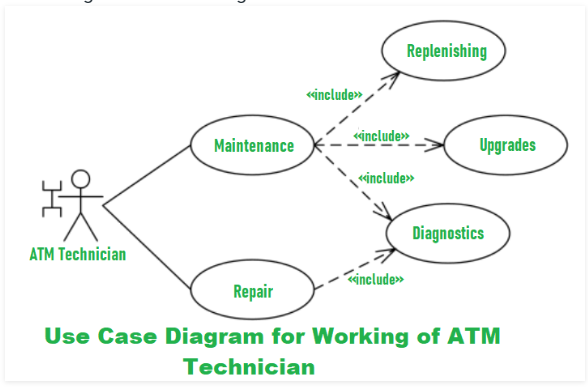 Replenishing
«include»
Maintenance
«include»
Upgrades
«include»
ATM Technician
Diagnostics
Repair
«include»
Use Case Diagram for Working of ATM
Technician